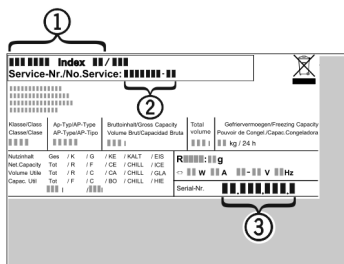 1
Index /
Service-Nr./No.Service: -
2
Klasse/Class Ap-Typ/AP-Type Bruttoinhalt/Gross Capacity Total Gefriervermoegen/Freezing Capacity
Classe/Clase AP-Type/AP-Tipo Volume Brut/Capacidad Bruta volume Pouvoir de Congel./Capac.Congeladora
l l kg / 24 h
Nutzinhalt Ges / K / G / KE / KALT / EIS
Net.Capacity Tot / R / F / CE / CHILL / ICE
Volume Utile Tot / R / C / CA / CHILL / GLA
Capac. Util Tot / F / C / BO / CHILL / HIE
l / l
R : g
W A - V Hz
Serial-Nr. . . .
3